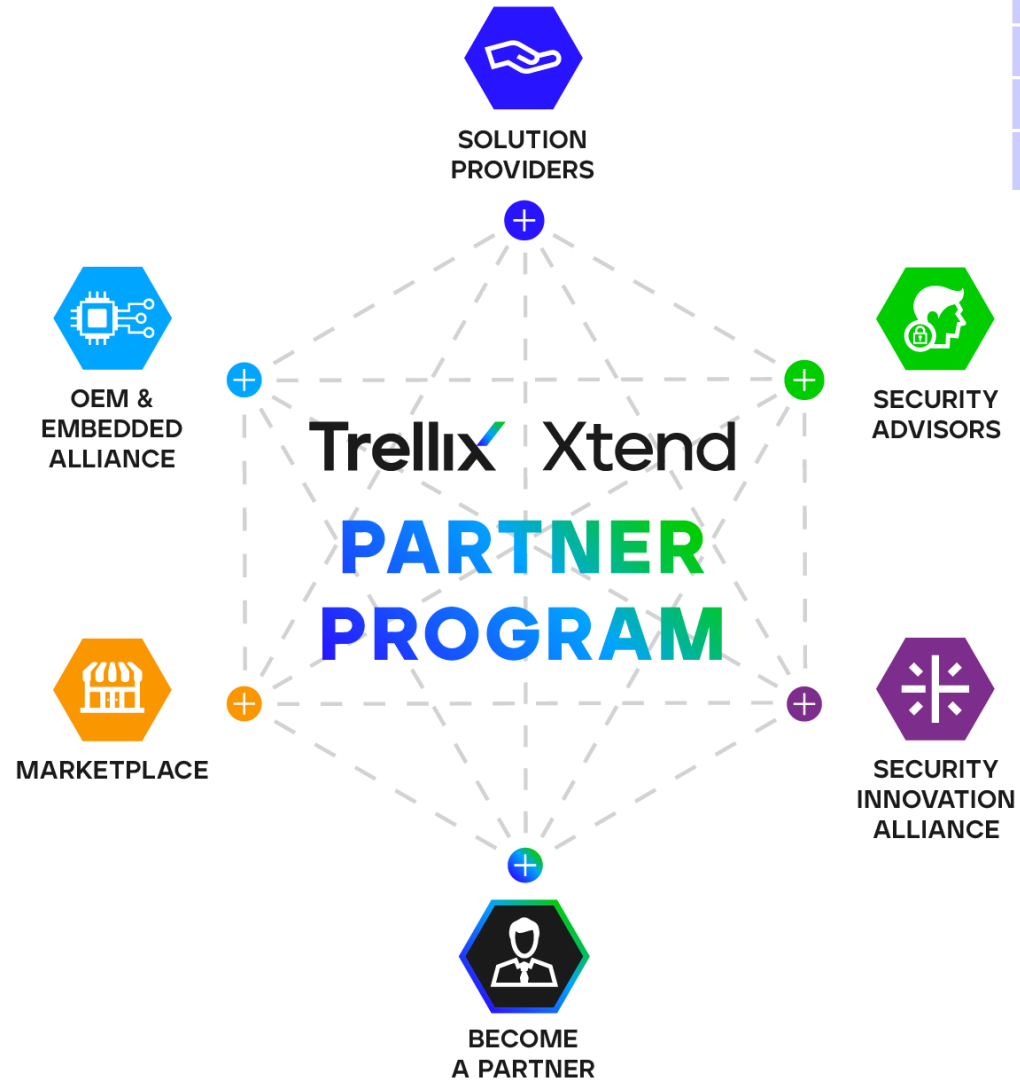 SOLUTION
PROVIDERS
OEM &
EMBEDDED
ALLIANCE
SECURITY
ADVISORS
Trellix Xtend
PARTNER
PROGRAM
MARKETPLACE
SECURITY
INNOVATION
ALLIANCE
BECOME
A PARTNER